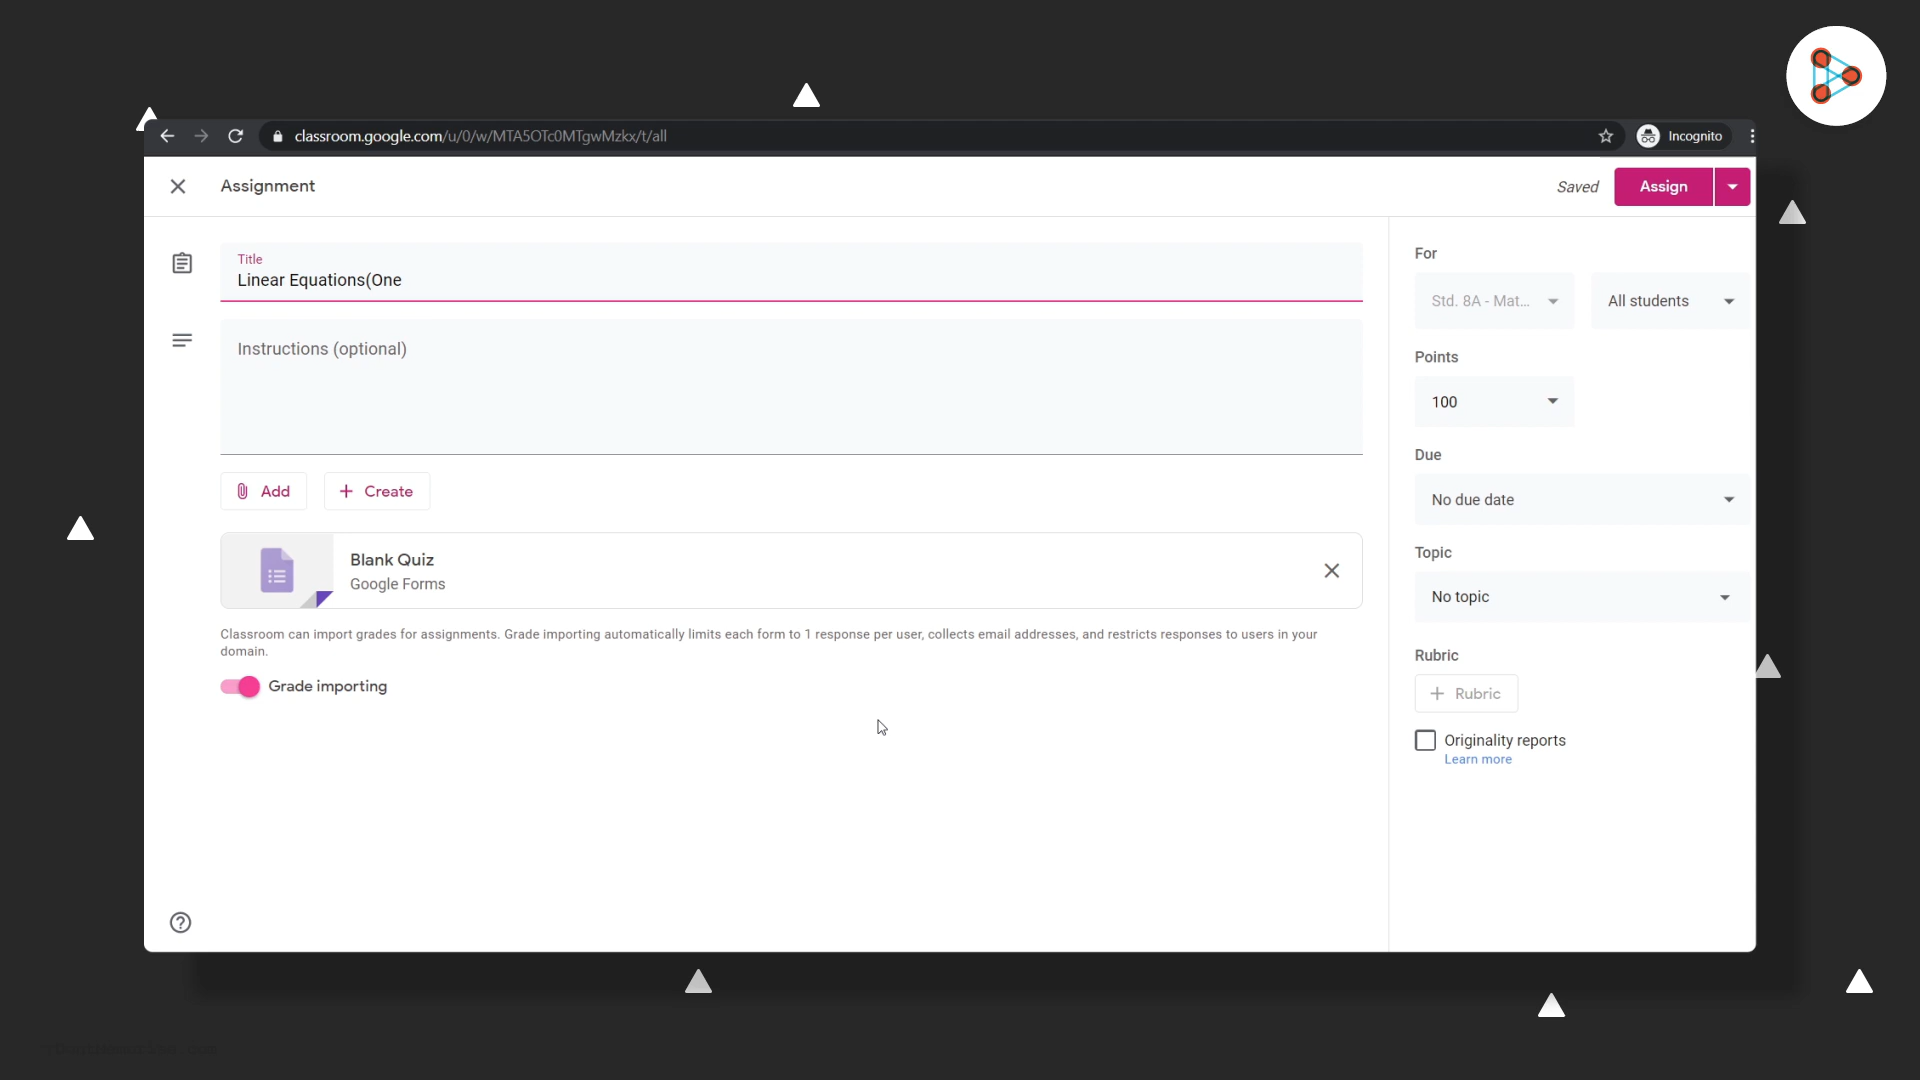 classroom.google.com/u/0/w/MTA5OTc0MTgwMzkx/t/all
Incognito
Assignment
Saved
Assign
Title
Linear Equations(One
Instructions (optional)
Add
Create
Blank Quiz
Google Forms
Classroom can import grades for assignments. Grade importing automatically limits each form to 1 response per user, collects email addresses, and restricts responses to users in your
domain.
Grade importing
For
Std. 8A - Mat...
All students
Points
100
Due
No due date
Topic
No topic
Rubric
Rubric
Originality reports
Learn more